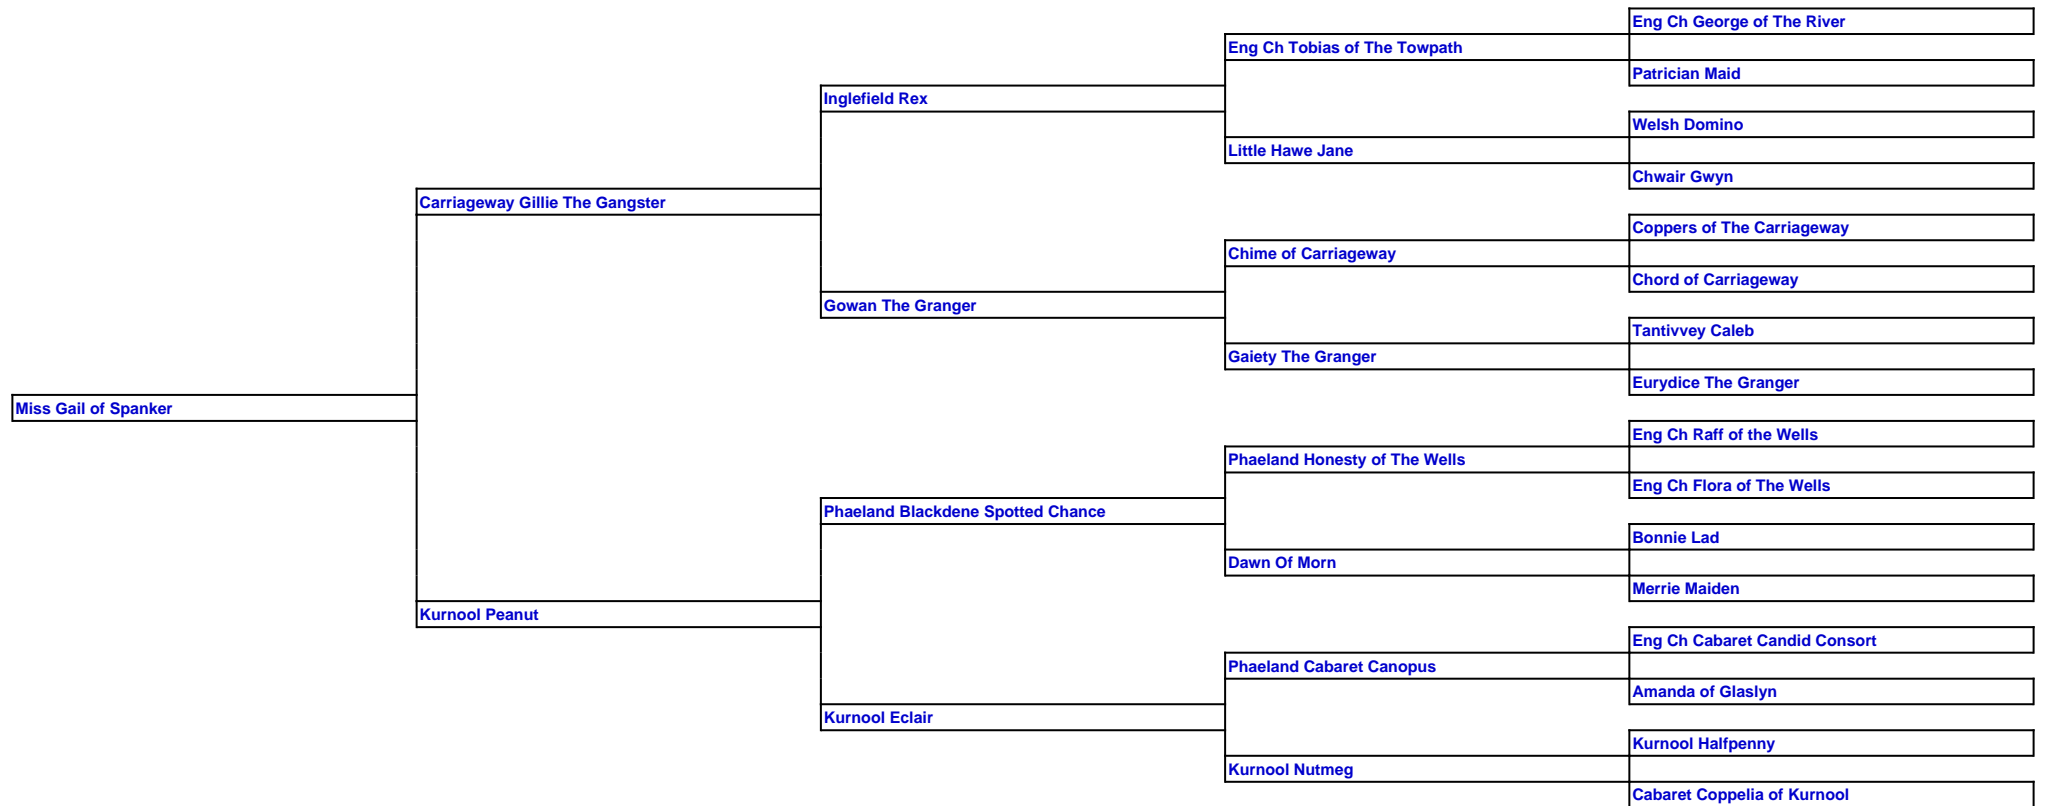 Eng Ch George of The River
Eng Ch Tobias of The Towpath
Patrician Maid
Inglefield Rex
Welsh Domino
Little Hawe Jane
Chwair Gwyn
Carriageway Gillie The Gangster
Coppers of The Carriageway
Chime of Carriageway
Chord of Carriageway
Gowan The Granger
Tantivvey Caleb
Gaiety The Granger
Eurydice The Granger
Miss Gail of Spanker
Eng Ch Raff of the Wells
Phaeland Honesty of The Wells
Eng Ch Flora of The Wells
Phaeland Blackdene Spotted Chance
Bonnie Lad
Dawn Of Morn
Merrie Maiden
Kurnool Peanut
Eng Ch Cabaret Candid Consort
Phaeland Cabaret Canopus
Amanda of Glaslyn
Kurnool Eclair
Kurnool Halfpenny
Kurnool Nutmeg
Cabaret Coppelia of Kurnool